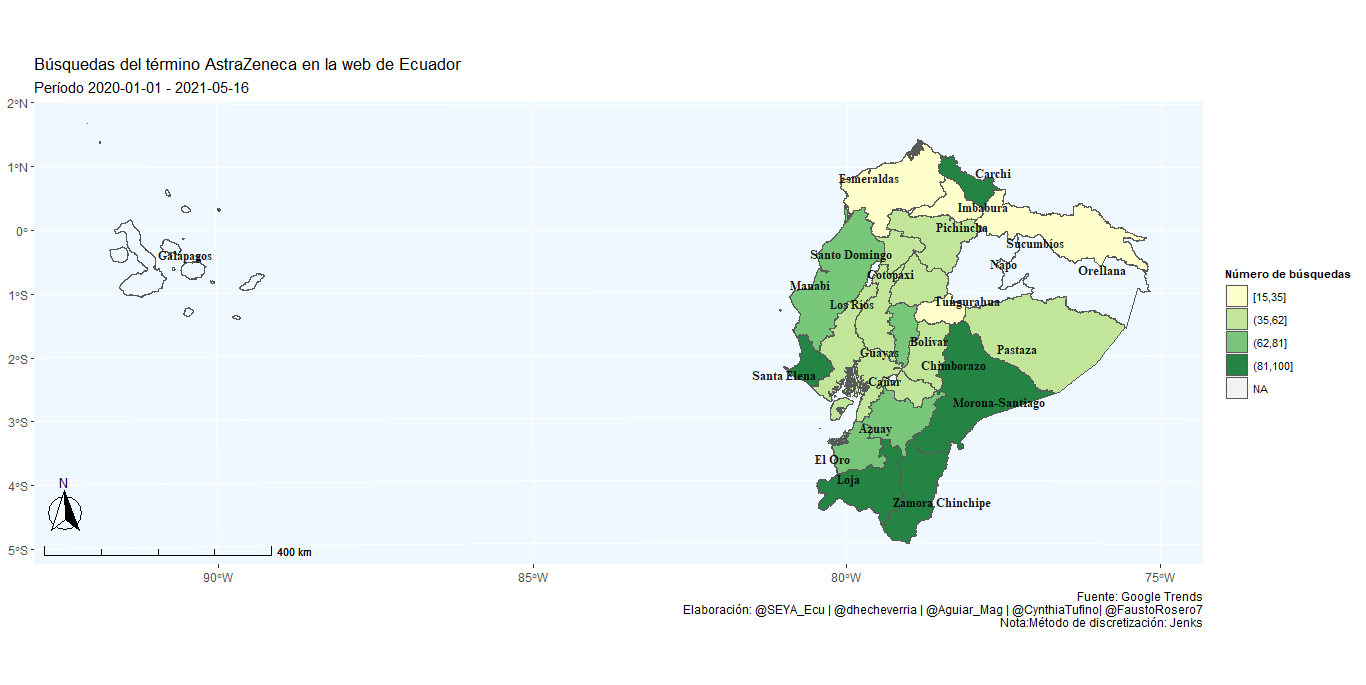 Búsquedas del término AstraZeneca en la web de Ecuador
Período 2020-01-01 - 2021-05-16
2°N
1°N
0°
1°S
2°S
3°S
4°S
5°S
90°W
85°W
80°W
75°W
Galápagos
Esmeraldas
Carchi
Imbabura
Pichincha
Sucumbíos
Santo Domingo
Napo
Orellana
Cotopaxi
Manabí
Los Ríos
Tungurahua
Bolívar
Pastaza
Guayas
Chimborazo
Santa Elena
Cañar
Morona-Santiago
Azuay
El Oro
Loja
Zamora Chinchipe
N
400 km
Número de búsquedas
[15,35]
(35,62]
(62,81]
(81,100]
NA
Fuente: Google Trends
Elaboración: @SEYA_Ecu | @dhecheverria | @Aguiar_Mag | @CynthiaTufino| @FaustoRosero7
Nota:Método de discretización: Jenks